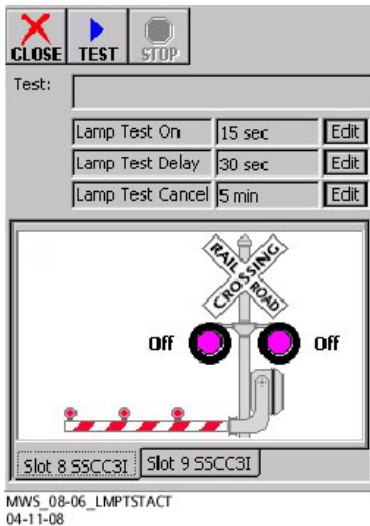 CLOSE TEST STOP
Test:
Lamp Test On 15 sec Edit
Lamp Test Delay 30 sec Edit
Lamp Test Cancel 5 min Edit
RAIL ROAD
CROSSING
Off Off
Slot 8 SSCC3I Slot 9 SSCC3I
MWS_08-06_LMPTSTACT
04-11-08